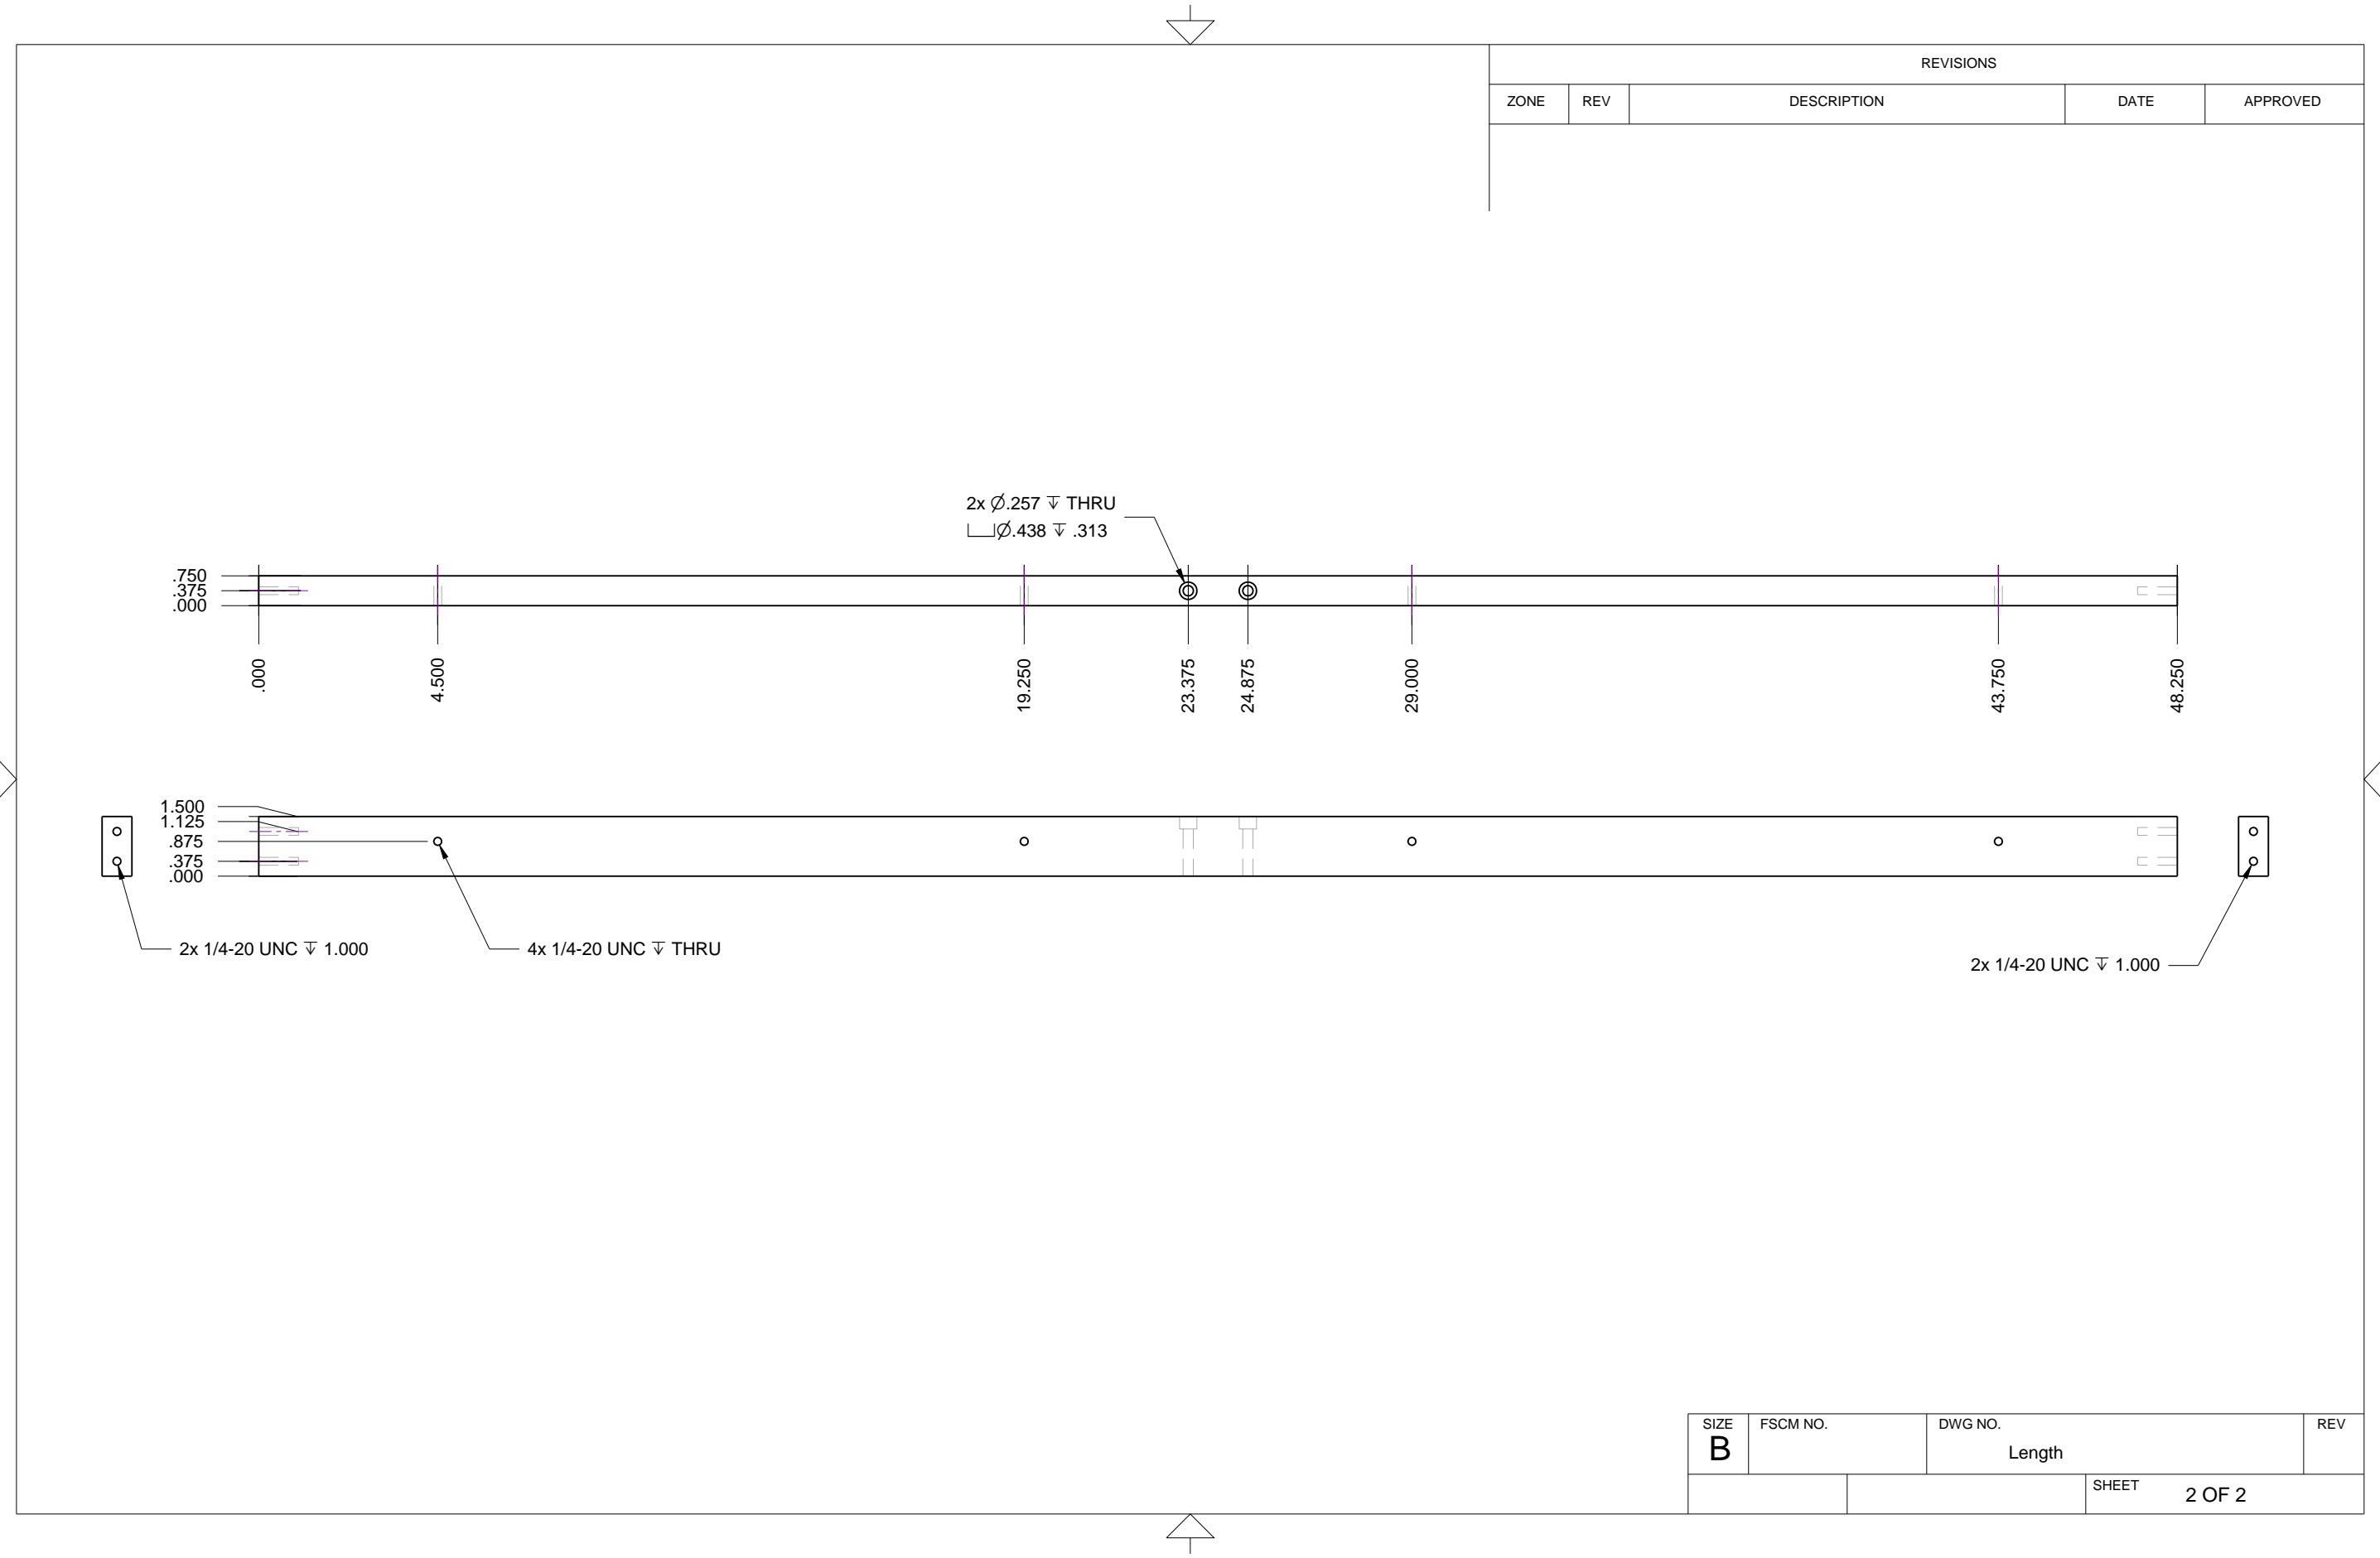 REVISIONS
ZONE REV DESCRIPTION DATE APPROVED
2x Ø.257 ↧ THRU
⌴Ø.438 ↧ .313
.750
.375
.000
.000 4.500 19.250 23.375 24.875 29.000 43.750 48.250
1.500
1.125
.875
.375
.000
2x 1/4-20 UNC ↧ 1.000
4x 1/4-20 UNC ↧ THRU
2x 1/4-20 UNC ↧ 1.000
SIZE FSCM NO. DWG NO. REV
B Length
SHEET 2 OF 2